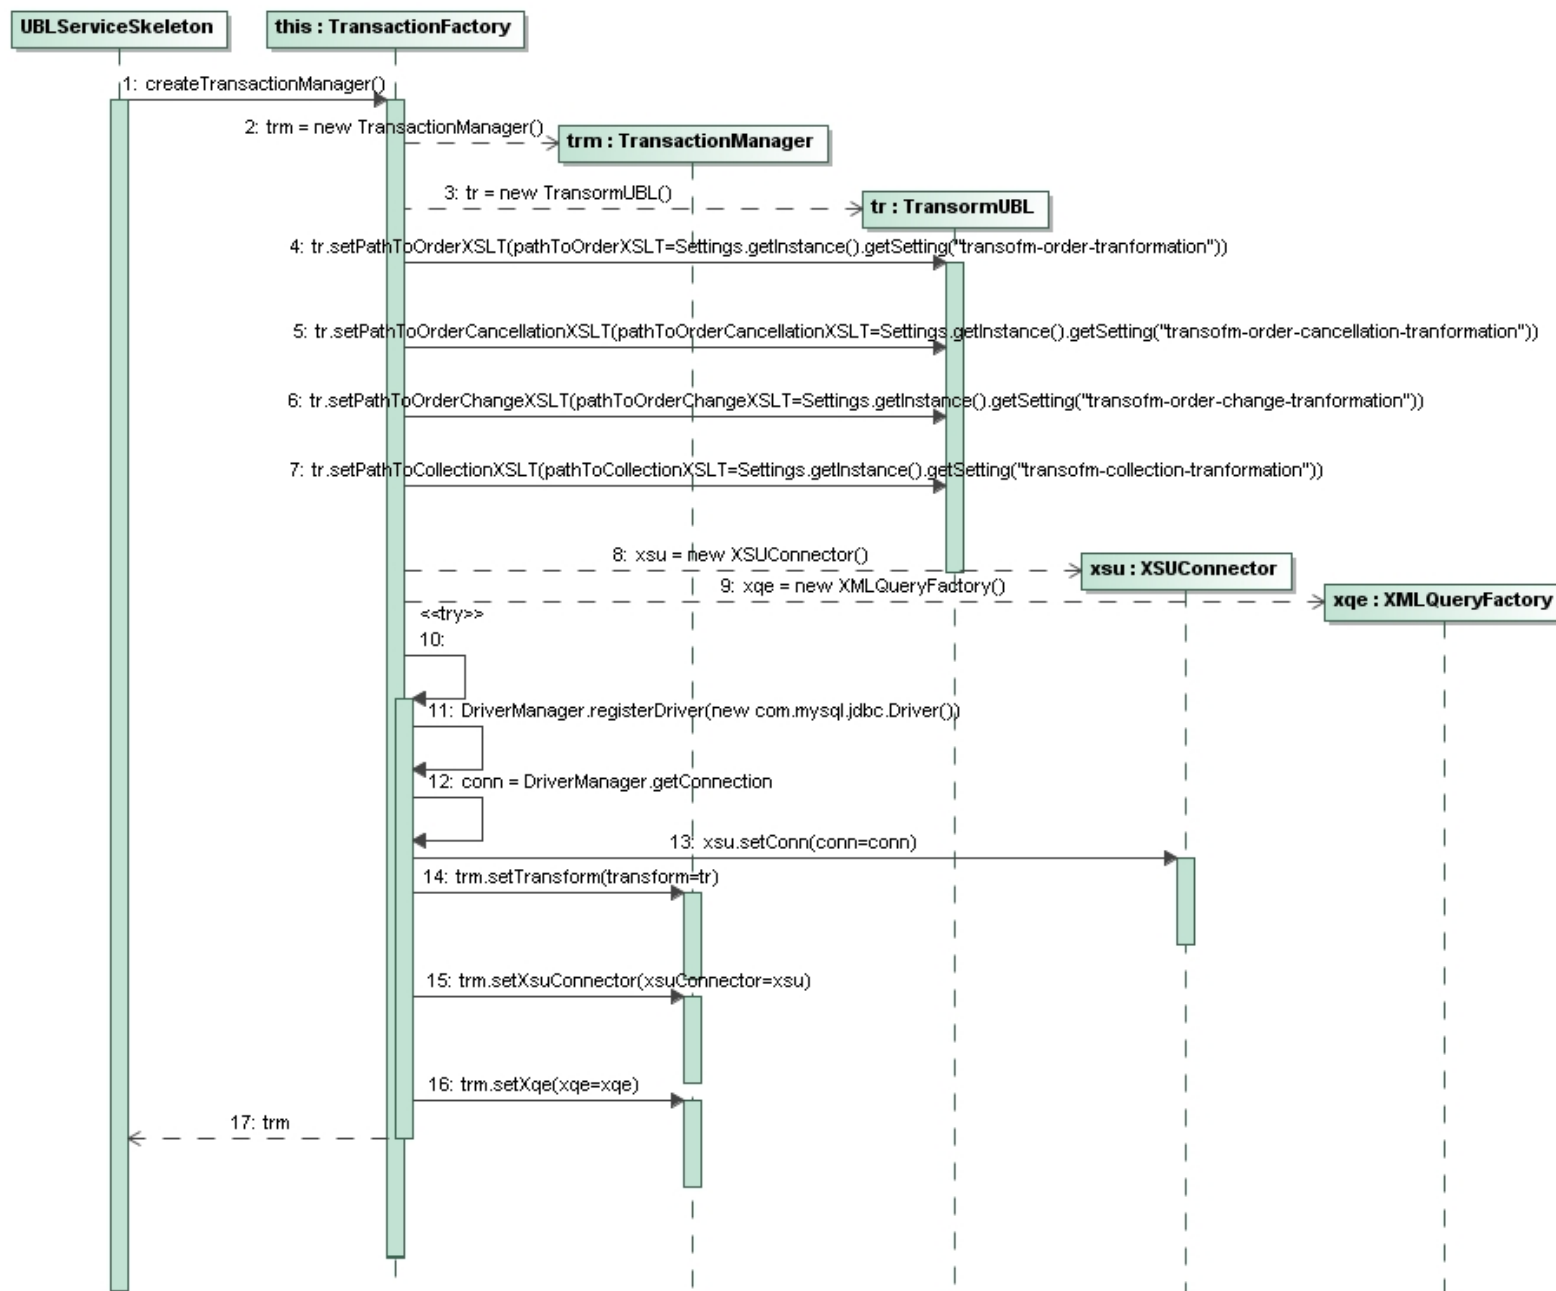 UBLServiceSkeleton
this : TransactionFactory
1: createTransactionManager()
2: trm = new TransactionManager()
trm : TransactionManager
3: tr = new TransormUBL()
tr : TransormUBL
4: tr.setPathToOrderXSLT(pathToOrderXSLT=Settings.getInstance().getSetting("transofm-order-tranformation"))
5: tr.setPathToOrderCancellationXSLT(pathToOrderCancellationXSLT=Settings.getInstance().getSetting("transofm-order-cancellation-tranformation"))
6: tr.setPathToOrderChangeXSLT(pathToOrderChangeXSLT=Settings.getInstance().getSetting("transofm-order-change-tranformation"))
7: tr.setPathToCollectionXSLT(pathToCollectionXSLT=Settings.getInstance().getSetting("transofm-collection-tranformation"))
8: xsu = new XSUConnector()
xsu : XSUConnector
9: xqe = new XMLQueryFactory()
xqe : XMLQueryFactory
<<try>>
10:
11: DriverManager.registerDriver(new com.mysql.jdbc.Driver())
12: conn = DriverManager.getConnection
13: xsu.setConn(conn=conn)
14: trm.setTransform(transform=tr)
15: trm.setXsuConnector(xsuConnector=xsu)
16: trm.setXqe(xqe=xqe)
17: trm